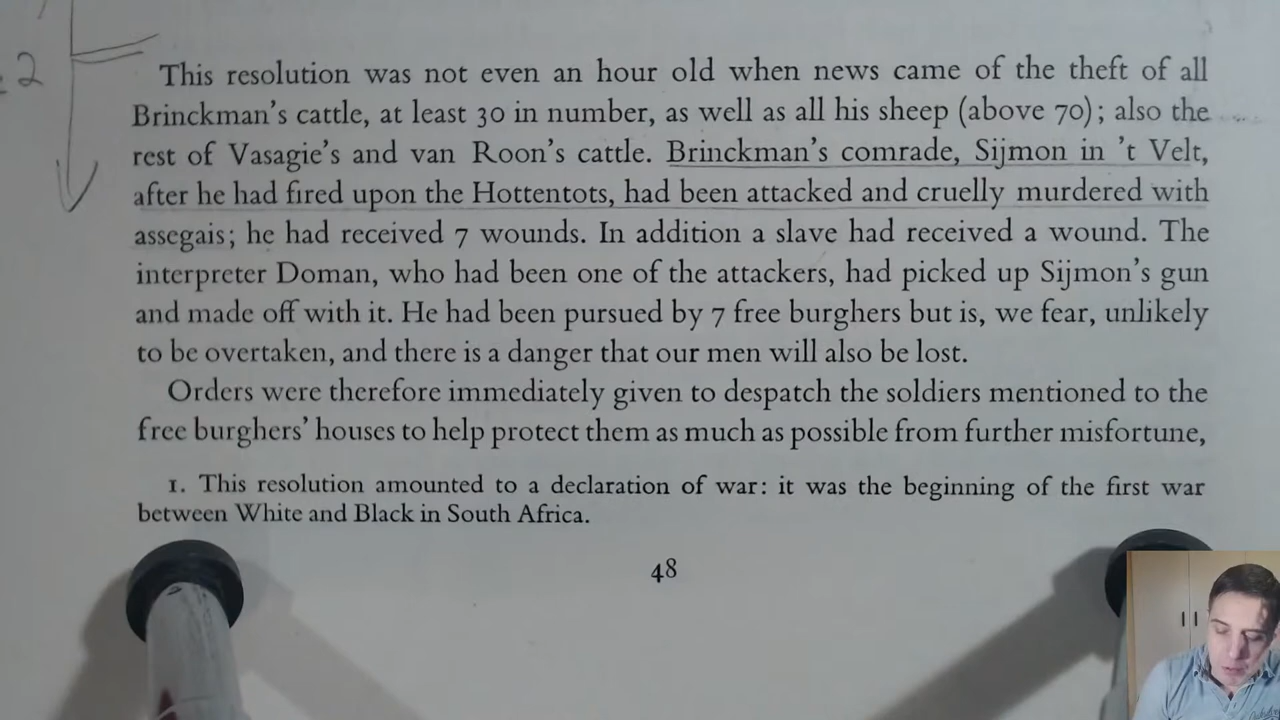 2
This resolution was not even an hour old when news came of the theft of all
Brinckman's cattle, at least 30 in number, as well as all his sheep (above 70); also the
rest of Vasagie's and van Roon's cattle. Brinckman's comrade, Sijmon in 't Velt,
after he had fired upon the Hottentots, had been attacked and cruelly murdered with
assegais; he had received 7 wounds. In addition a slave had received a wound. The
interpreter Doman, who had been one of the attackers, had picked up Sijmon's gun
and made off with it. He had been pursued by 7 free burghers but is, we fear, unlikely
to be overtaken, and there is a danger that our men will also be lost.
Orders were therefore immediately given to despatch the soldiers mentioned to the
free burghers' houses to help protect them as much as possible from further misfortune,
1. This resolution amounted to a declaration of war: it was the beginning of the first war
between White and Black in South Africa.
48